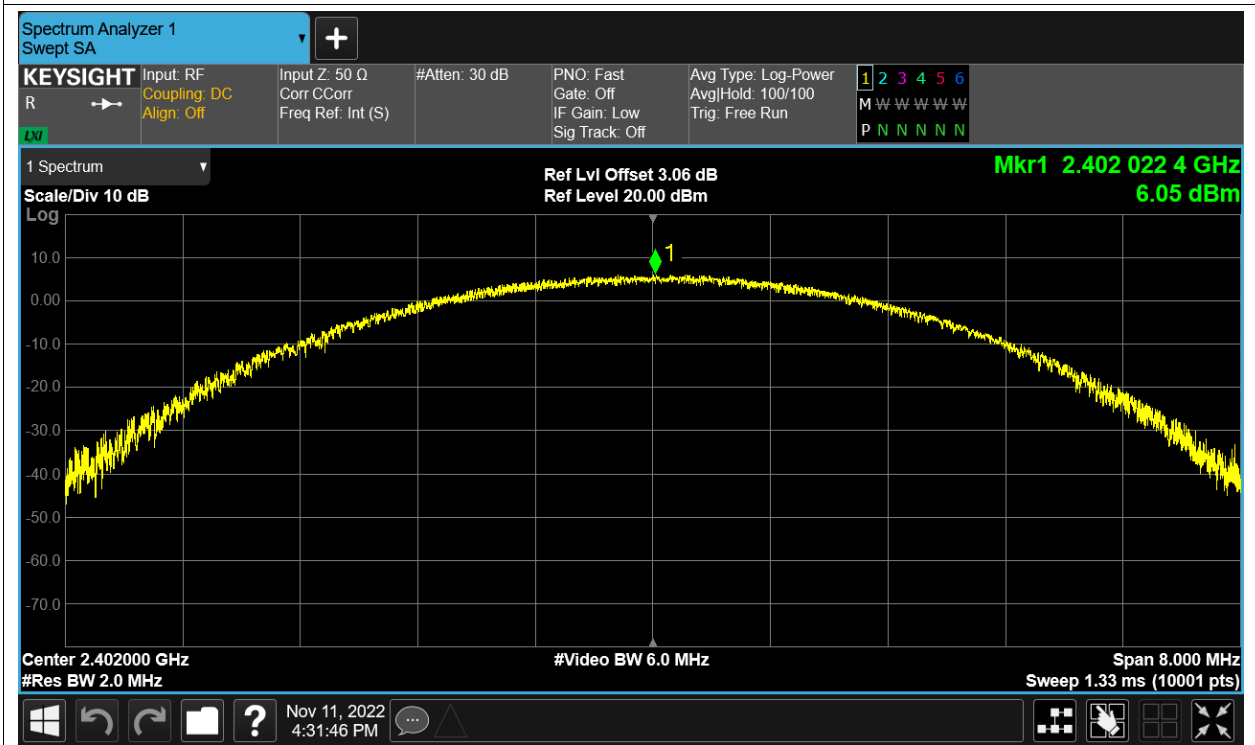 Spectrum Analyzer 1
Swept SA
+
KEYSIGHT
R
LXI
Input: RF
Coupling: DC
Align: Off
Input Z: 50 Ω
Corr CCorr
Freq Ref: Int (S)
#Atten: 30 dB
PNO: Fast
Gate: Off
IF Gain: Low
Sig Track: Off
Avg Type: Log-Power
Avg|Hold: 100/100
Trig: Free Run
1 2 3 4 5 6
M W W W W W
P N N N N N
1 Spectrum
Scale/Div 10 dB
Log
Ref Lvl Offset 3.06 dB
Ref Level 20.00 dBm
Mkr1 2.402 022 4 GHz
6.05 dBm
1
10.0
0.00
-10.0
-20.0
-30.0
-40.0
-50.0
-60.0
-70.0
Center 2.402000 GHz
#Res BW 2.0 MHz
#Video BW 6.0 MHz
Span 8.000 MHz
Sweep 1.33 ms (10001 pts)
?
Nov 11, 2022
4:31:46 PM